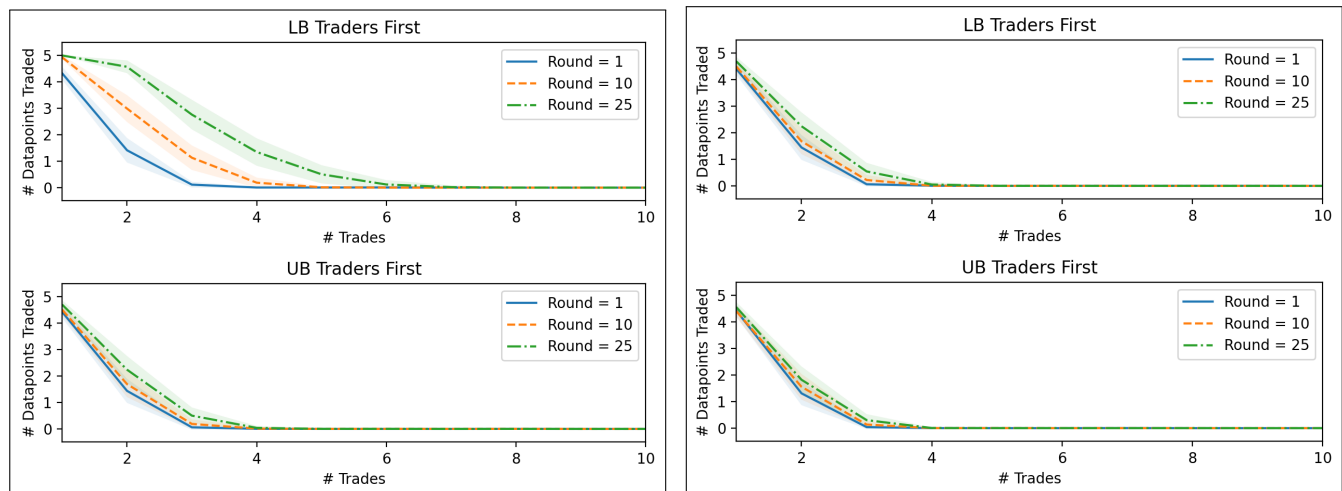 LB Traders First
# Datapoints Traded
5
4
3
2
1
0
Round = 1
Round = 10
Round = 25
2
4
6
8
10
# Trades
UB Traders First
# Datapoints Traded
5
4
3
2
1
0
Round = 1
Round = 10
Round = 25
2
4
6
8
10
# Trades
LB Traders First
# Datapoints Traded
5
4
3
2
1
0
Round = 1
Round = 10
Round = 25
2
4
6
8
10
# Trades
UB Traders First
# Datapoints Traded
5
4
3
2
1
0
Round = 1
Round = 10
Round = 25
2
4
6
8
10
# Trades